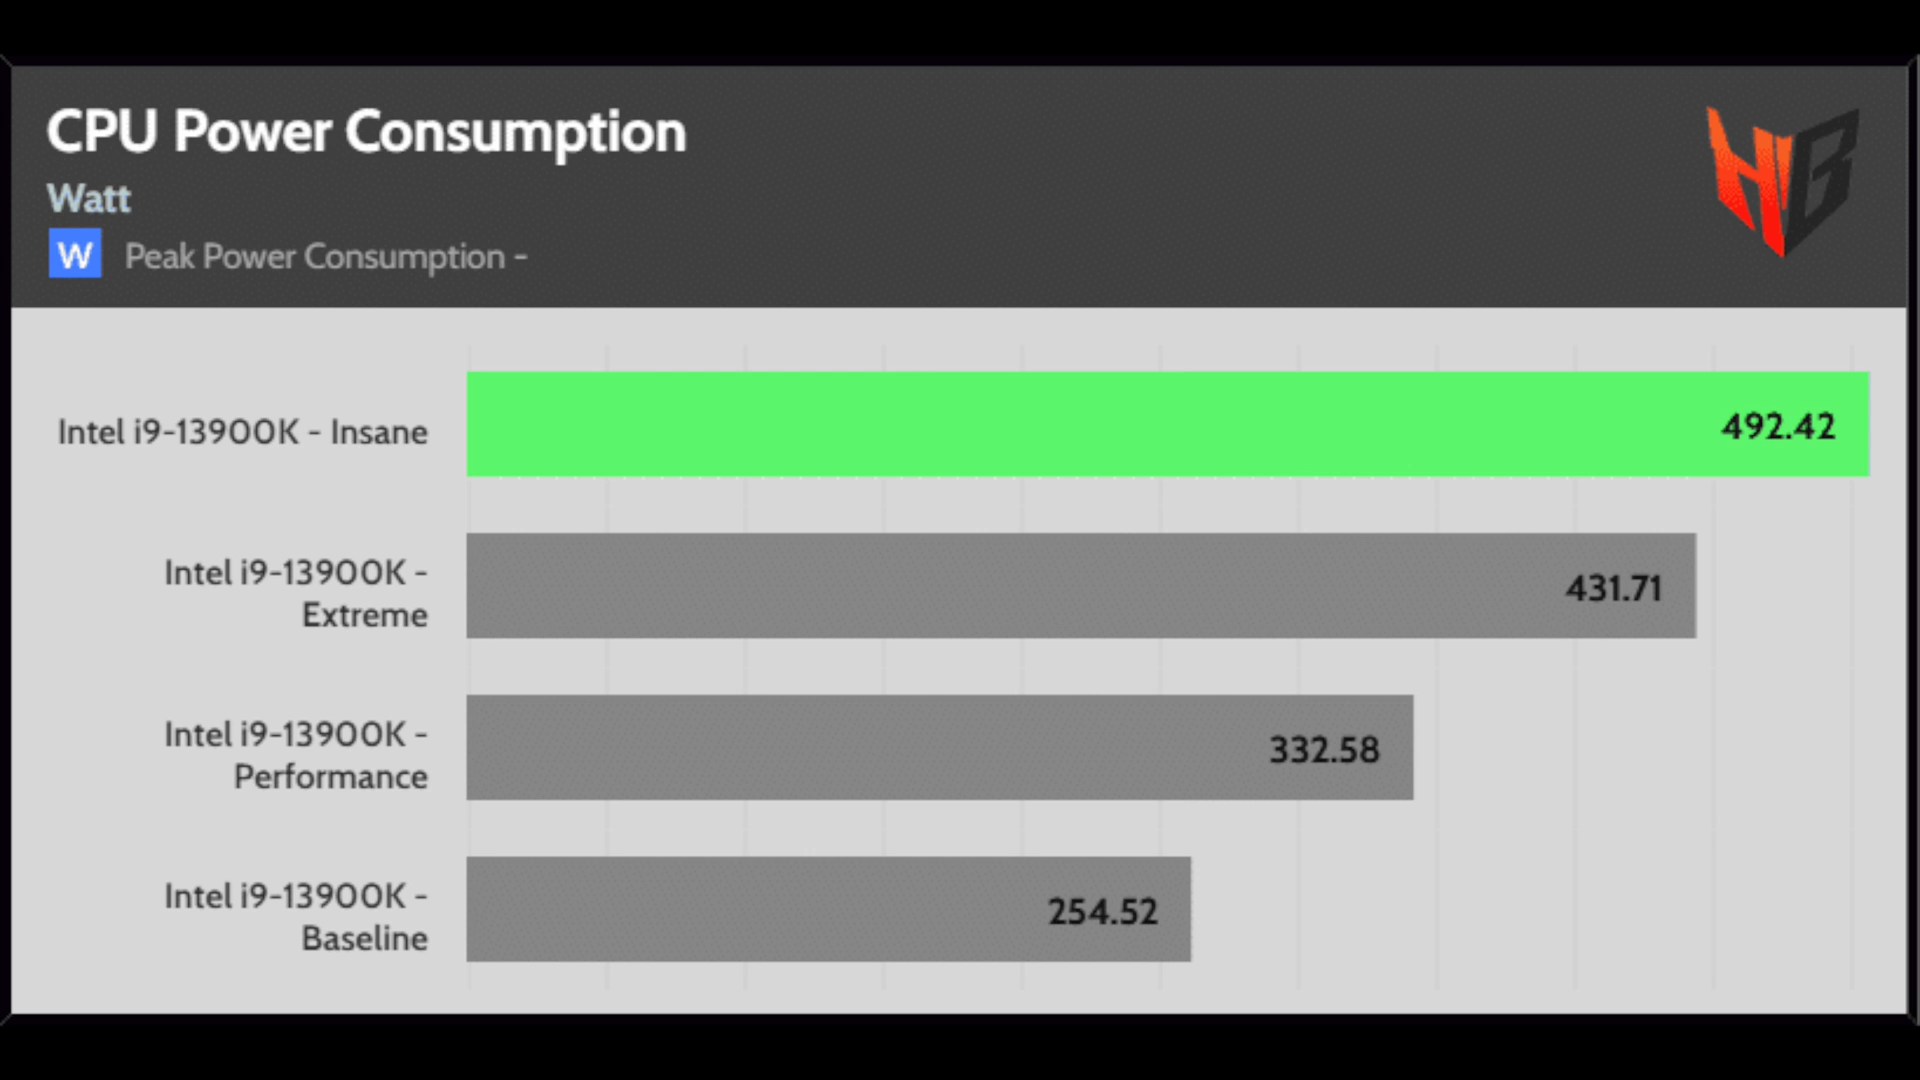 CPU Power Consumption
Watt
W Peak Power Consumption -
HB
Intel i9-13900K - Insane
492.42
Intel i9-13900K -
Extreme
431.71
Intel i9-13900K -
Performance
332.58
Intel i9-13900K -
Baseline
254.52